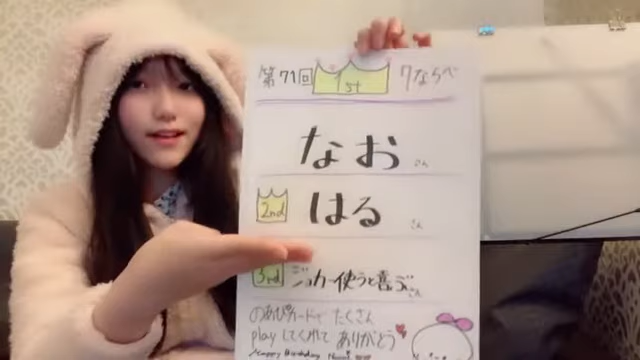 第71回 1st 7ならべ
なおさん
2nd はるさん
3rd ジョカー使うと喜ぶさん
のあぴカードで たくさん
playしてくれて ありがとう
Happy Birthday